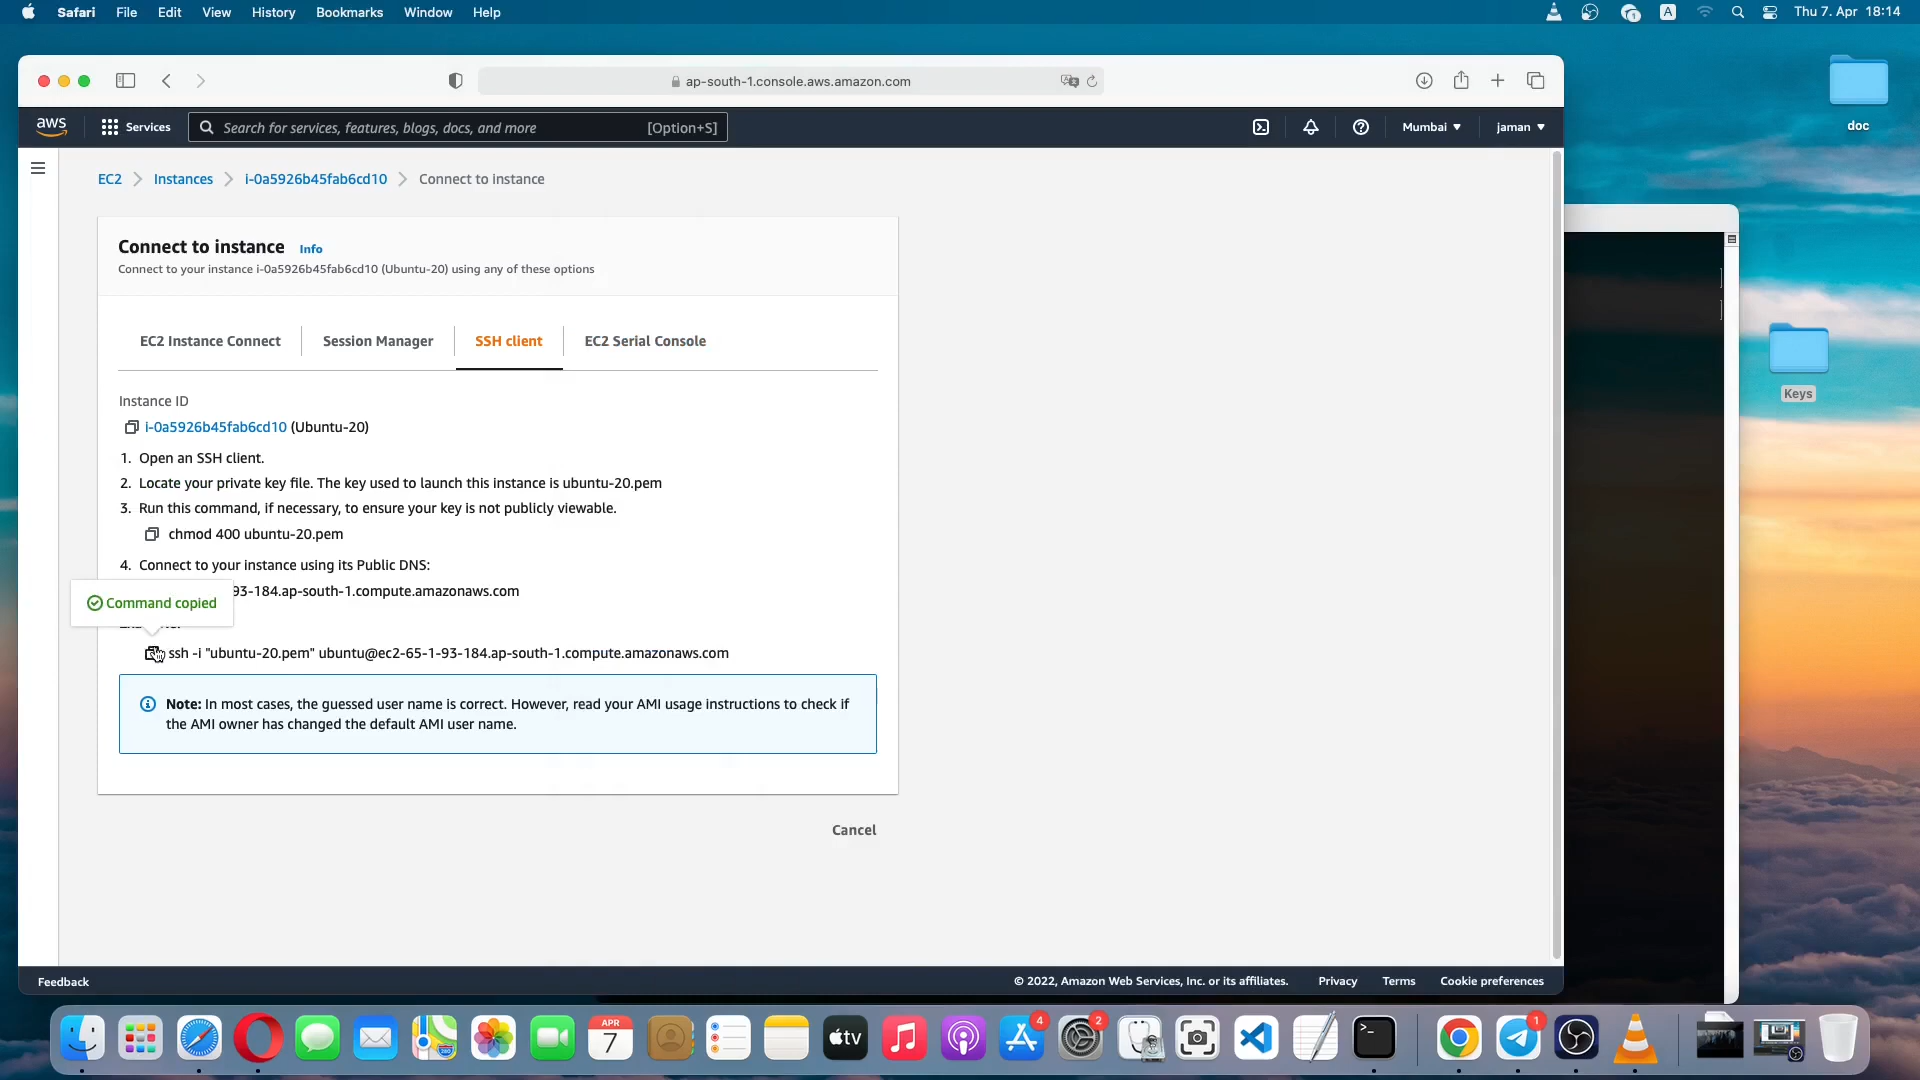 Safari File Edit View History Bookmarks Window Help
1 A Thu 7. Apr 18:14
ap-south-1.console.aws.amazon.com
aws Services Search for services, features, blogs, docs, and more [Option+S] Mumbai jaman
EC2 Instances i-0a5926b45fab6cd10 Connect to instance
Connect to instance Info
Connect to your instance i-0a5926b45fab6cd10 (Ubuntu-20) using any of these options
EC2 Instance Connect Session Manager SSH client EC2 Serial Console
Instance ID
i-0a5926b45fab6cd10 (Ubuntu-20)
1. Open an SSH client.
2. Locate your private key file. The key used to launch this instance is ubuntu-20.pem
3. Run this command, if necessary, to ensure your key is not publicly viewable.
chmod 400 ubuntu-20.pem
4. Connect to your instance using its Public DNS:
93-184.ap-south-1.compute.amazonaws.com
Command copied
ssh -i "ubuntu-20.pem" ubuntu@ec2-65-1-93-184.ap-south-1.compute.amazonaws.com
Note: In most cases, the guessed user name is correct. However, read your AMI usage instructions to check if
the AMI owner has changed the default AMI user name.
Cancel
Feedback © 2022, Amazon Web Services, Inc. or its affiliates. Privacy Terms Cookie preferences
doc
Keys
APR
7
tv
4
2
>_
1